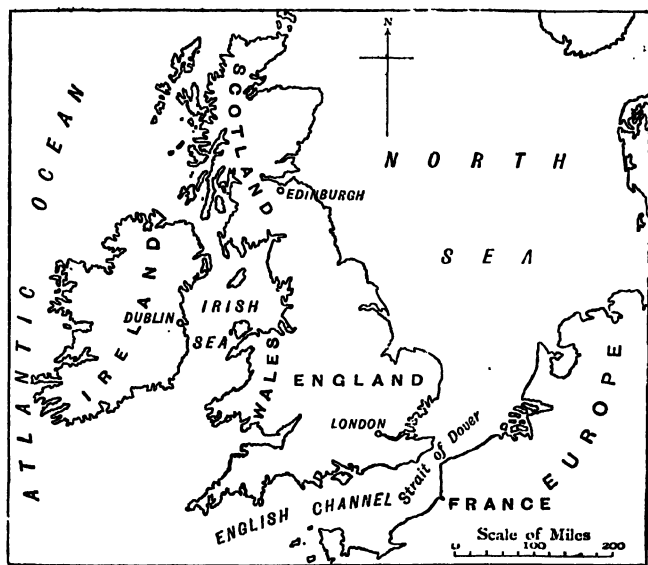 N
SCOTLAND
ATLANTIC OCEAN
NORTH
SEA
EDINBURGH
IRELAND
DUBLIN
IRISH
SEA
WALES
ENGLAND
LONDON
Strait of Dover
ENGLISH CHANNEL
EUROPE
FRANCE
Scale of Miles
0 100 200